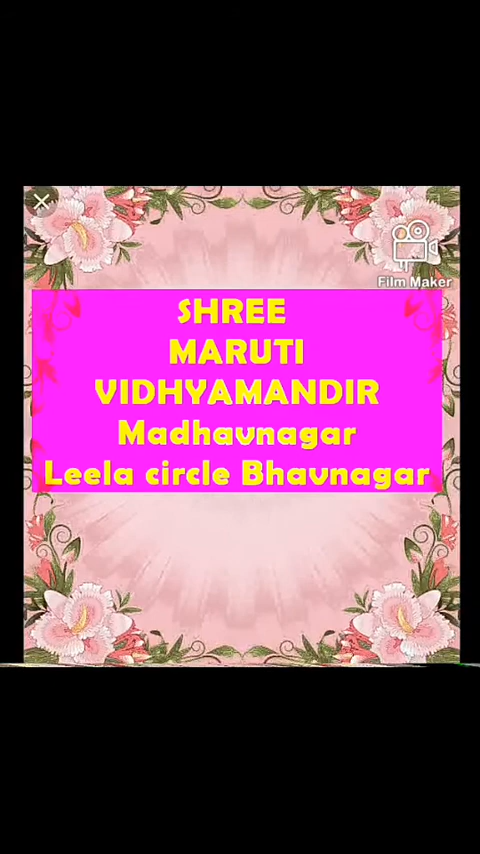 Film Maker
SHREE
MARUTI
VIDHYAMANDIR
Madhavnagar
Leela circle Bhavnagar